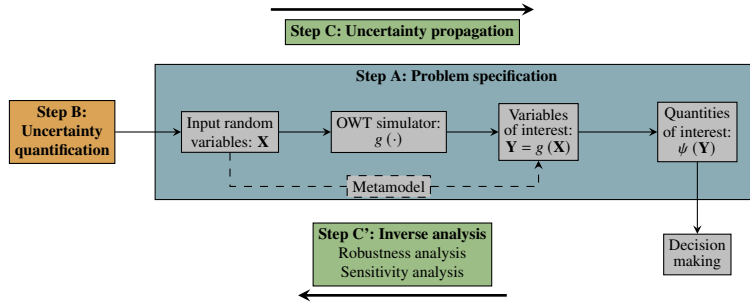 Step C: Uncertainty propagation
Step A: Problem specification
Step B:
Uncertainty
quantification
Input random
variables: X
OWT simulator:
g (·)
Variables
of interest:
Y = g (X)
Quantities
of interest:
ψ (Y)
Metamodel
Step C’: Inverse analysis
Robustness analysis
Sensitivity analysis
Decision
making